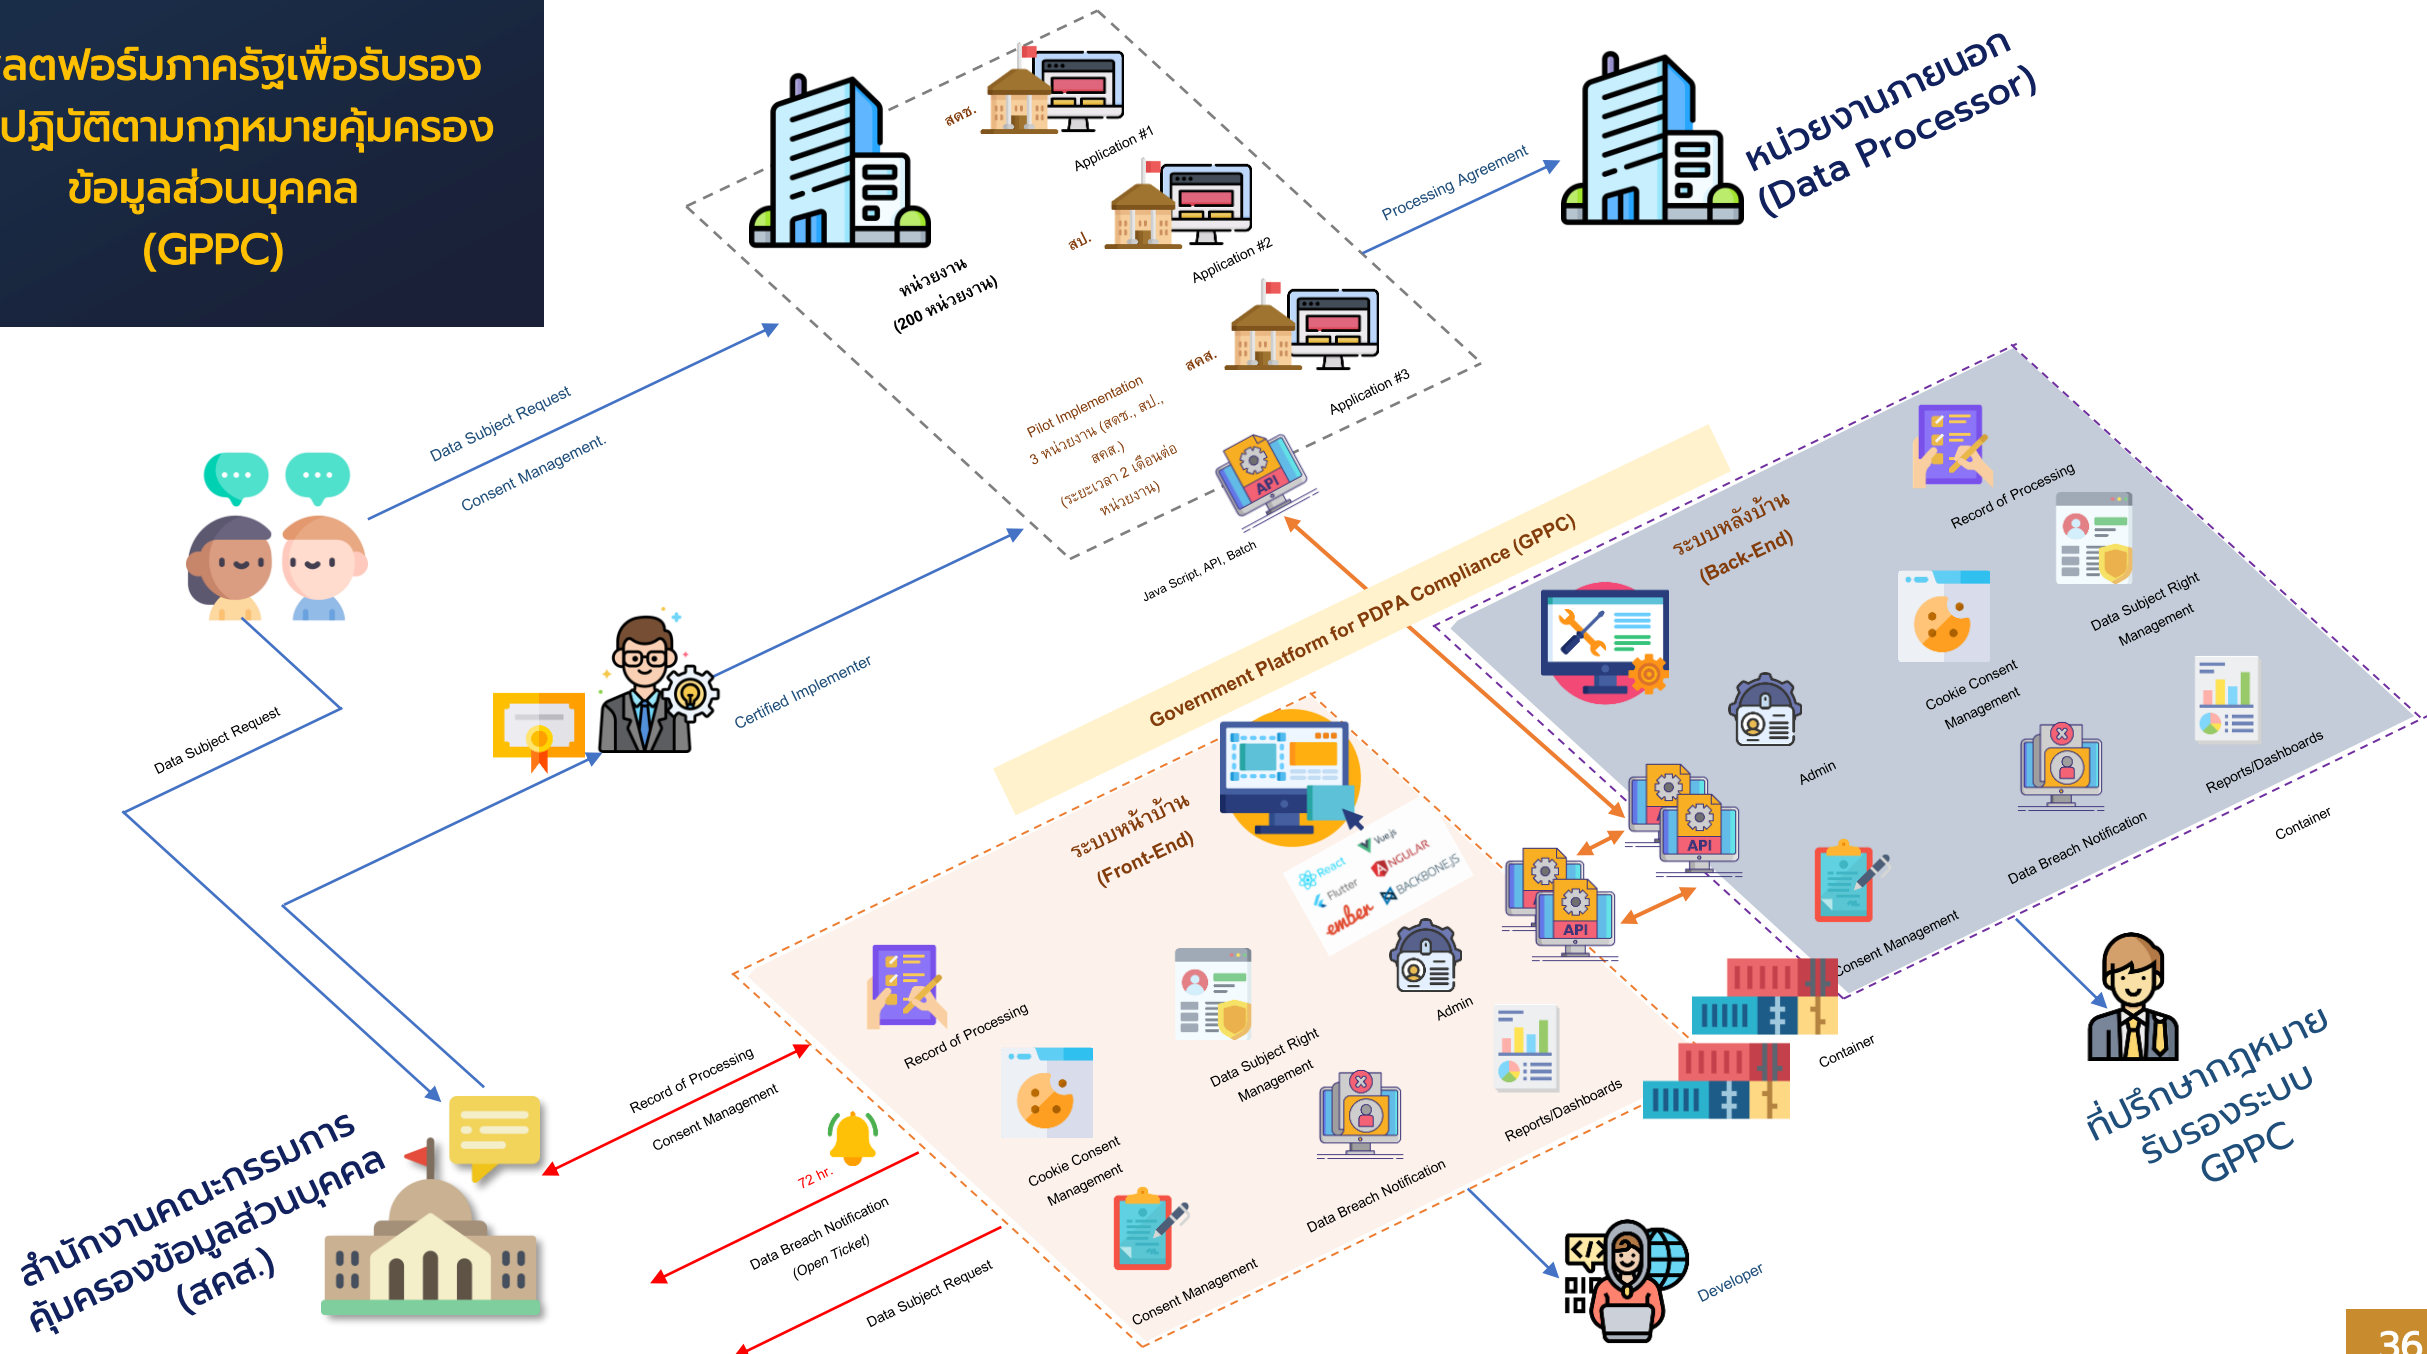 ลตฟอร์มภาครัฐเพื่อรับรอง
ปฏิบัติตามกฎหมายคุ้มครอง
ข้อมูลส่วนบุคคล
(GPPC)
สดช.
Application #1
สป.
Application #2
สคส.
Application #3
หน่วยงาน
(200 หน่วยงาน)
Pilot Implementation
3 หน่วยงาน (สดช., สป.,
สคส.)
(ระยะเวลา 2 เดือนต่อ
หน่วยงาน)
API
Java Script, API, Batch
Processing Agreement
หน่วยงานภายนอก
(Data Processor)
Data Subject Request
Consent Management.
Certified Implementer
Data Subject Request
Government Platform for PDPA Compliance (GPPC)
ระบบหลังบ้าน
(Back-End)
Record of Processing
Data Subject Right
Management
Cookie Consent
Management
Admin
Reports/Dashboards
Data Breach Notification
Consent Management
Container
API
API
ระบบหน้าบ้าน
(Front-End)
React
Vue.js
Flutter
ANGULAR
ember
BACKBONE.JS
Record of Processing
Data Subject Right
Management
Admin
Cookie Consent
Management
Reports/Dashboards
Data Breach Notification
Consent Management
Container
Record of Processing
Consent Management
72 hr.
Data Breach Notification
(Open Ticket)
Data Subject Request
สำนักงานคณะกรรมการ
คุ้มครองข้อมูลส่วนบุคคล
(สคส.)
Developer
ที่ปรึกษากฎหมาย
รับรองระบบ
GPPC
36